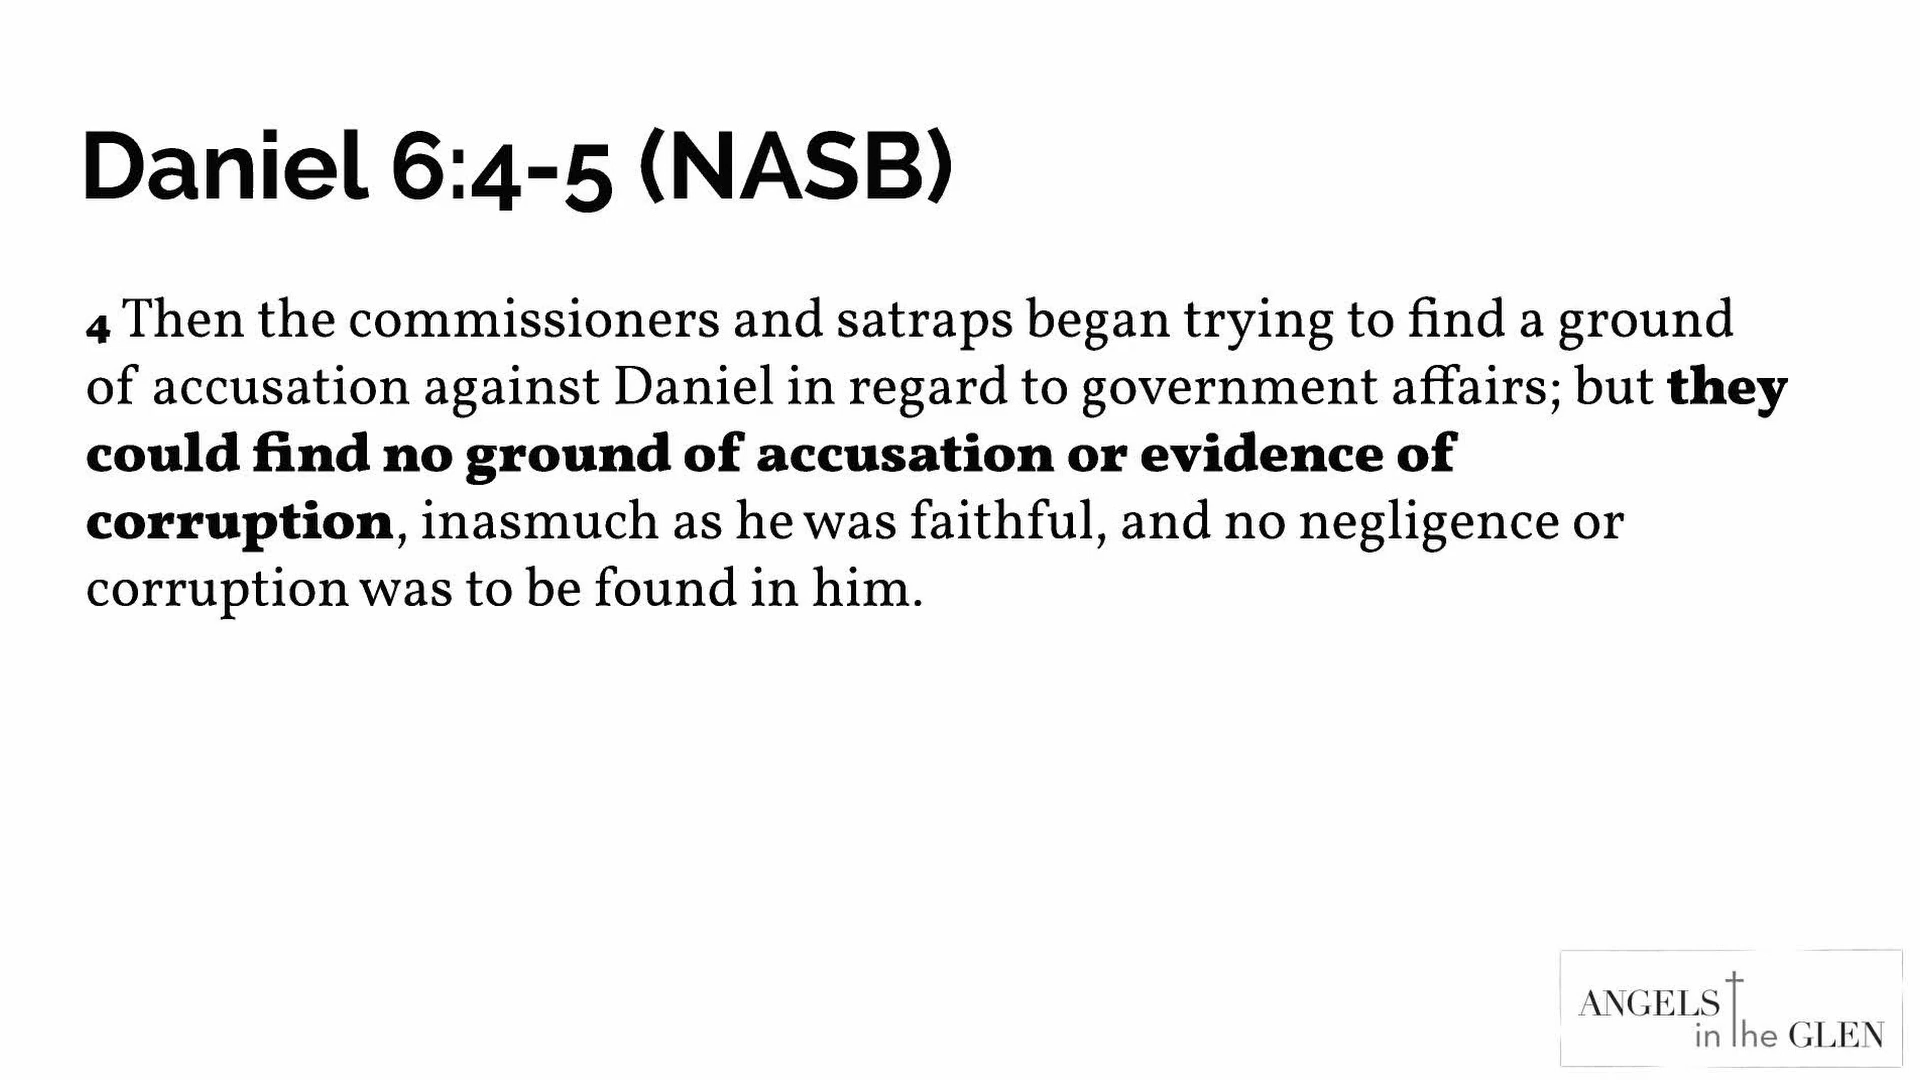 Daniel 6:4-5 (NASB)
4 Then the commissioners and satraps began trying to find a ground
of accusation against Daniel in regard to government affairs; but they
could find no ground of accusation or evidence of
corruption, inasmuch as he was faithful, and no negligence or
corruption was to be found in him.
ANGELS
in the GLEN